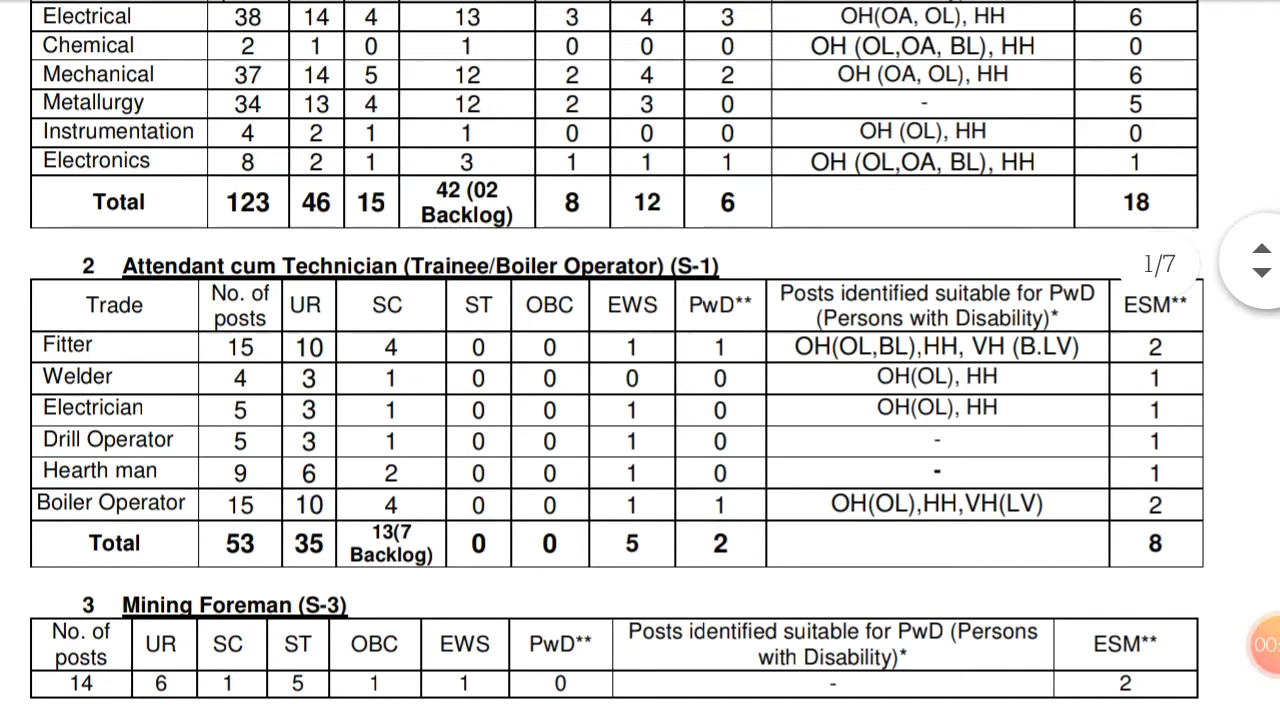 Electrical 38 14 4 13 3 4 3 OH(OA, OL), HH 6
Chemical 2 1 0 1 0 0 0 OH (OL,OA, BL), HH 0
Mechanical 37 14 5 12 2 4 2 OH (OA, OL), HH 6
Metallurgy 34 13 4 12 2 3 0 - 5
Instrumentation 4 2 1 1 0 0 0 OH (OL), HH 0
Electronics 8 2 1 3 1 1 1 OH (OL,OA, BL), HH 1
Total 123 46 15 42 (02 Backlog) 8 12 6 18
2 Attendant cum Technician (Trainee/Boiler Operator) (S-1)
1/7
Trade No. of posts UR SC ST OBC EWS PwD** Posts identified suitable for PwD (Persons with Disability)* ESM**
Fitter 15 10 4 0 0 1 1 OH(OL,BL),HH, VH (B.LV) 2
Welder 4 3 1 0 0 0 0 OH(OL), HH 1
Electrician 5 3 1 0 0 1 0 OH(OL), HH 1
Drill Operator 5 3 1 0 0 1 0 - 1
Hearth man 9 6 2 0 0 1 0 - 1
Boiler Operator 15 10 4 0 0 1 1 OH(OL),HH,VH(LV) 2
Total 53 35 13(7 Backlog) 0 0 5 2 8
3 Mining Foreman (S-3)
No. of posts UR SC ST OBC EWS PwD** Posts identified suitable for PwD (Persons with Disability)* ESM**
14 6 1 5 1 1 0 - 2